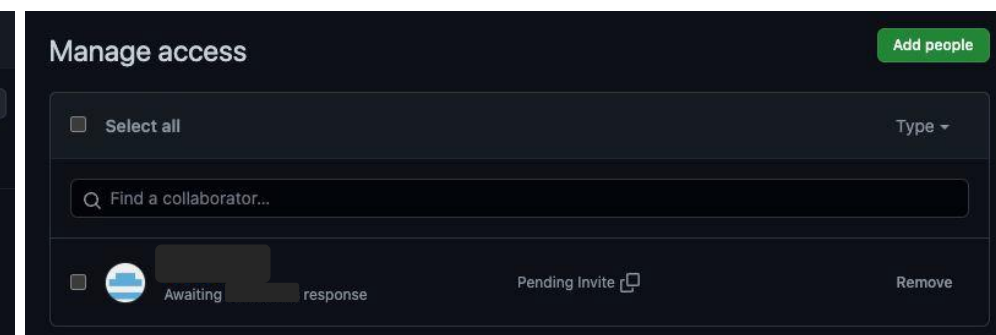 Manage access
Add people
Select all
Type
Find a collaborator...
Pending Invite
Remove
Awaiting response